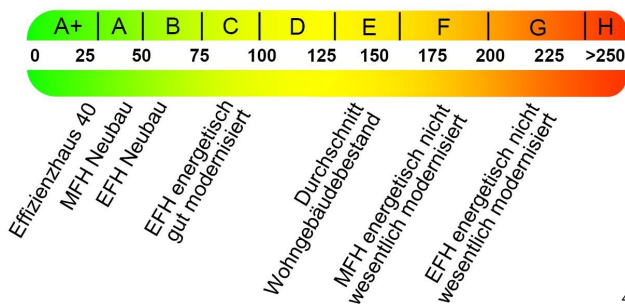 A+ A B C D E F G H
0 25 50 75 100 125 150 175 200 225 >250
Effizienzhaus 40
MFH Neubau
EFH Neubau
EFH energetisch
gut modernisiert
Durchschnitt
Wohngebäudebestand
MFH energetisch nicht
wesentlich modernisiert
EFH energetisch nicht
wesentlich modernisiert